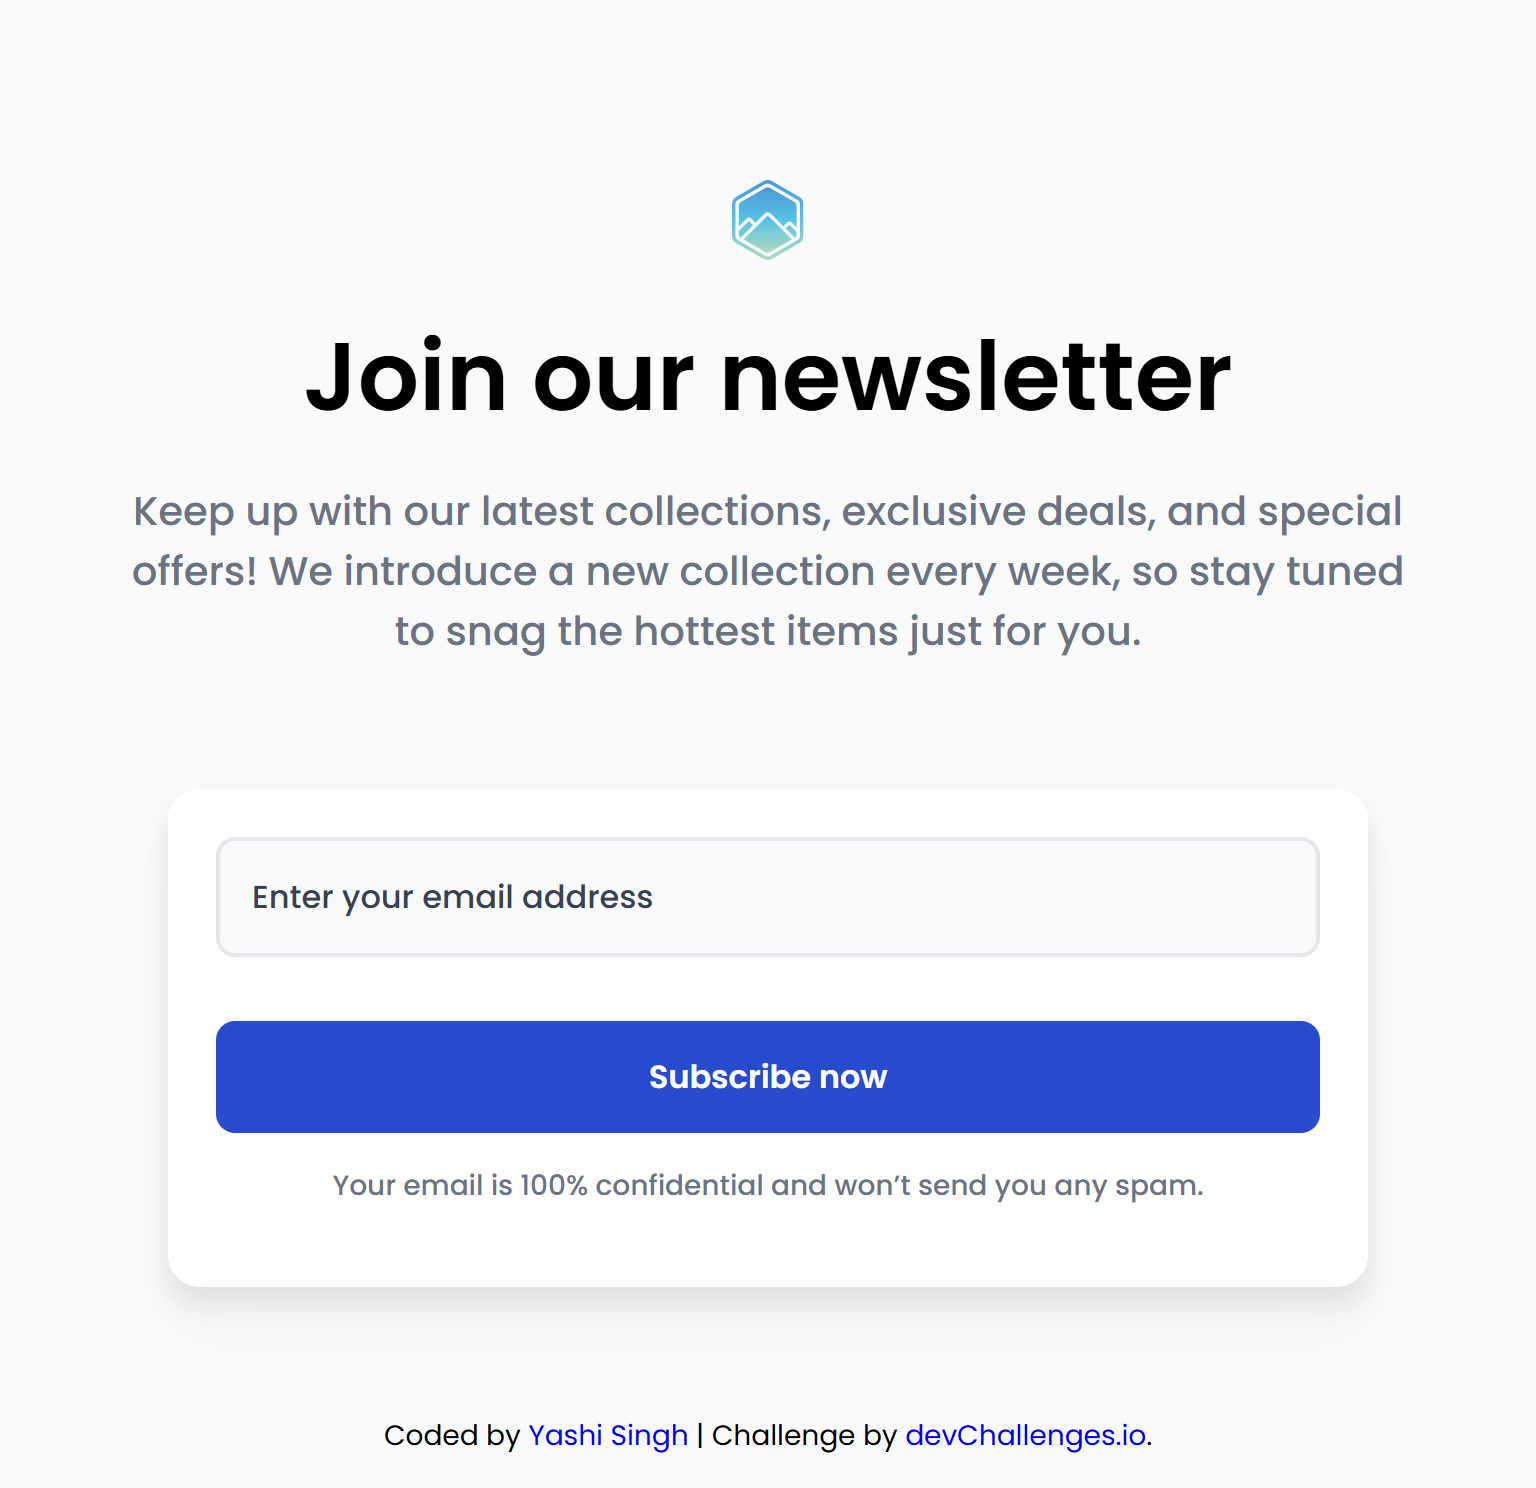 Join our newsletter
Keep up with our latest collections, exclusive deals, and special
offers! We introduce a new collection every week, so stay tuned
to snag the hottest items just for you.
Enter your email address
Subscribe now
Your email is 100% confidential and won’t send you any spam.
Coded by Yashi Singh | Challenge by devChallenges.io.